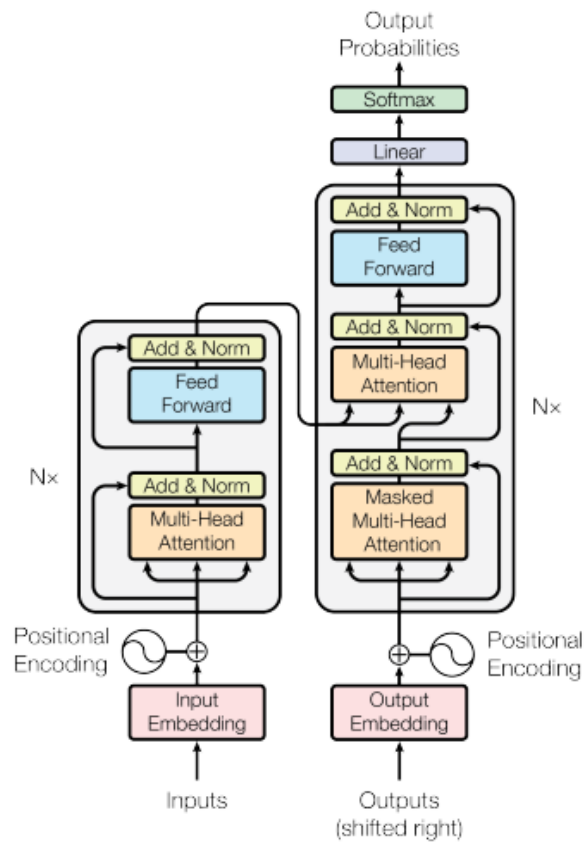 Output
Probabilities
Softmax
Linear
Add & Norm
Feed
Forward
Add & Norm
Multi-Head
Attention
Add & Norm
Masked
Multi-Head
Attention
N×
Add & Norm
Feed
Forward
Add & Norm
Multi-Head
Attention
N×
Positional
Encoding
Positional
Encoding
Input
Embedding
Output
Embedding
Inputs
Outputs
(shifted right)